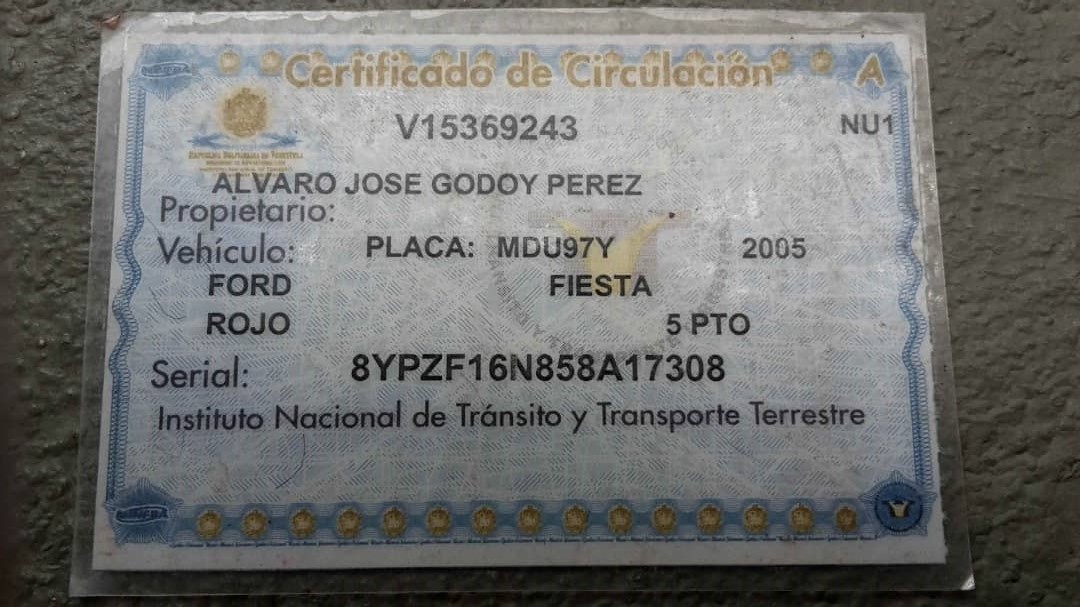 Certificado de Circulación A
V15369243 NU1
REPÚBLICA BOLIVARIANA DE VENEZUELA
ALVARO JOSE GODOY PEREZ
Propietario:
Vehículo: PLACA: MDU97Y 2005
FORD FIESTA
ROJO 5 PTO
Serial: 8YPZF16N858A17308
Instituto Nacional de Tránsito y Transporte Terrestre